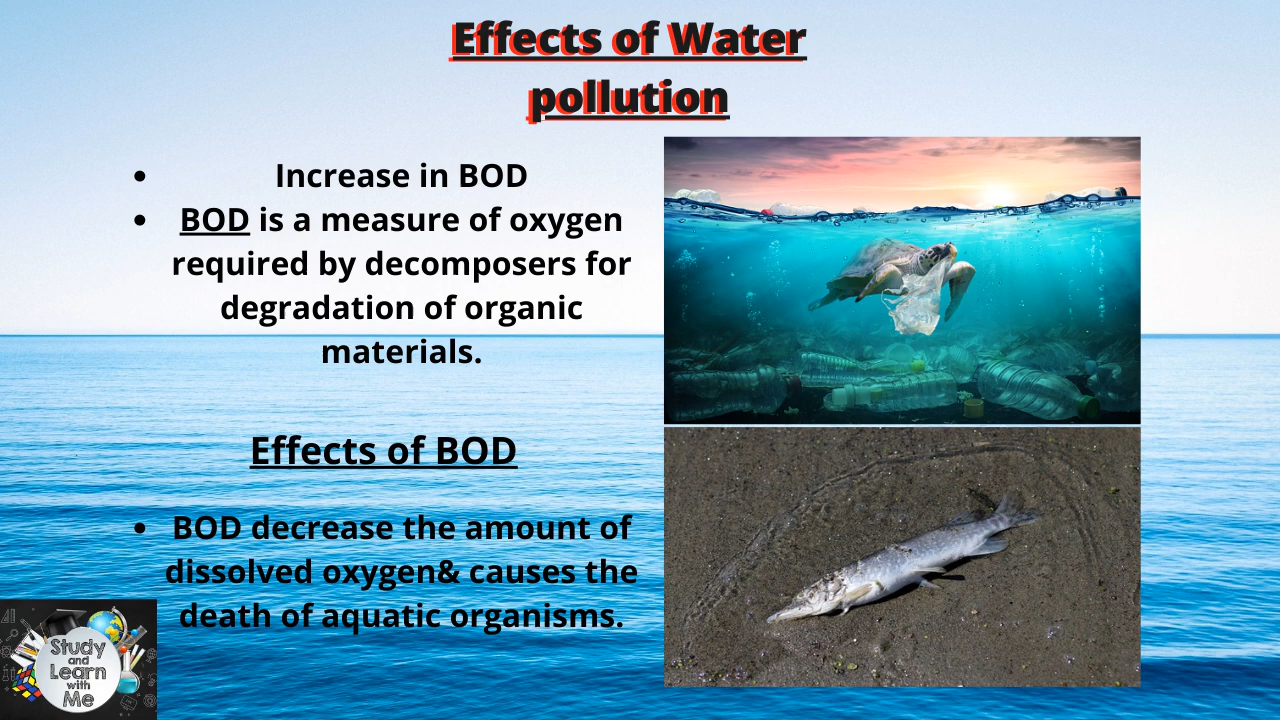 Effects of Water
pollution
Increase in BOD
BOD is a measure of oxygen
required by decomposers for
degradation of organic
materials.
Effects of BOD
BOD decrease the amount of
dissolved oxygen& causes the
death of aquatic organisms.
Study
and
Learn
with
Me